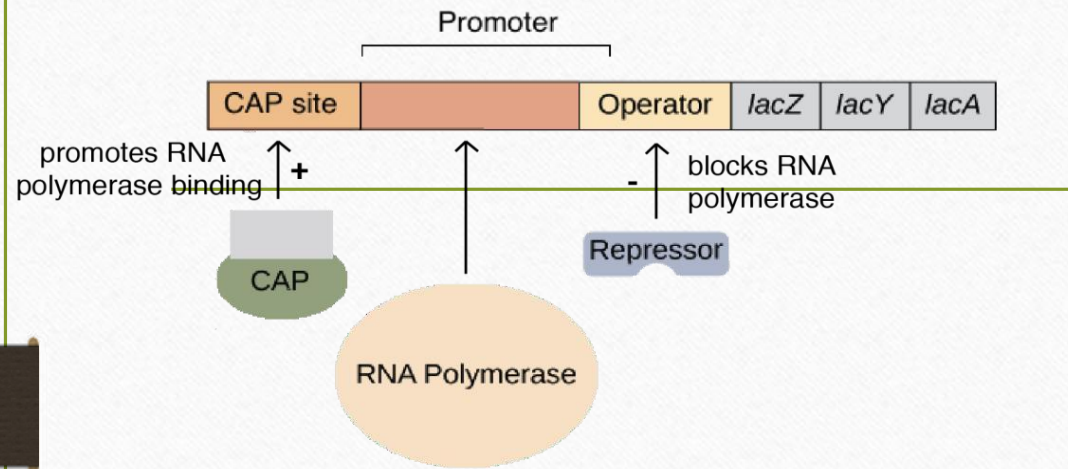 Promoter
CAP site
Operator
lacZ
lacY
lacA
promotes RNA
polymerase binding
+
-
blocks RNA
polymerase
CAP
Repressor
RNA Polymerase